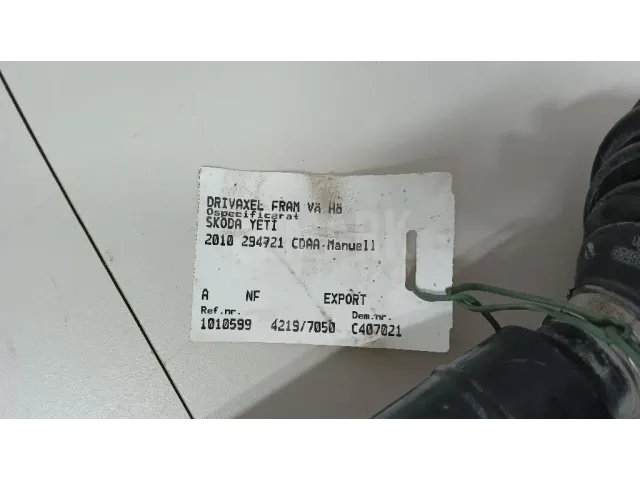 DRIVAXEL FRAM VÄ HÖ
Ospecificerat
SKODA YETI
2010 294721 CDAA-Manuell
A NF EXPORT
Ref.nr. Dem.nr.
1010599 4219/7050 C407021